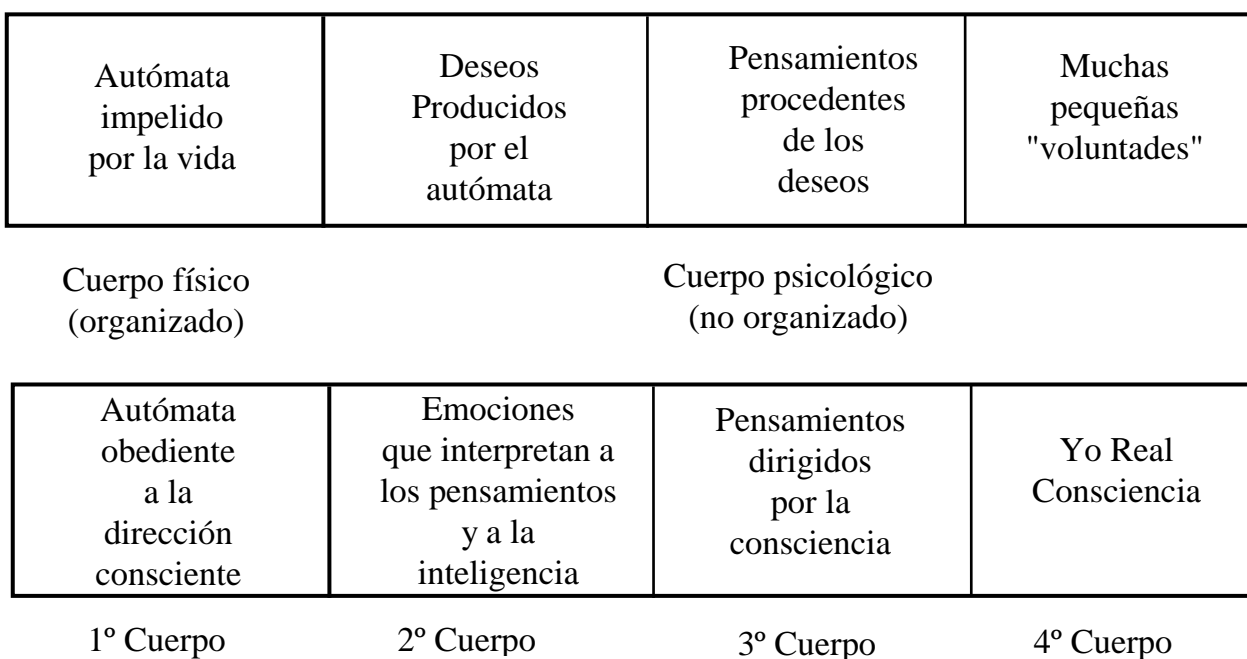 Autómata
impelido
por la vida
Deseos
Producidos
por el
autómata
Pensamientos
procedentes
de los
deseos
Muchas
pequeñas
"voluntades"
Cuerpo físico
(organizado)
Cuerpo psicológico
(no organizado)
Autómata
obediente
a la
dirección
consciente
Emociones
que interpretan a
los pensamientos
y a la
inteligencia
Pensamientos
dirigidos
por la
consciencia
Yo Real
Consciencia
1º Cuerpo
2º Cuerpo
3º Cuerpo
4º Cuerpo